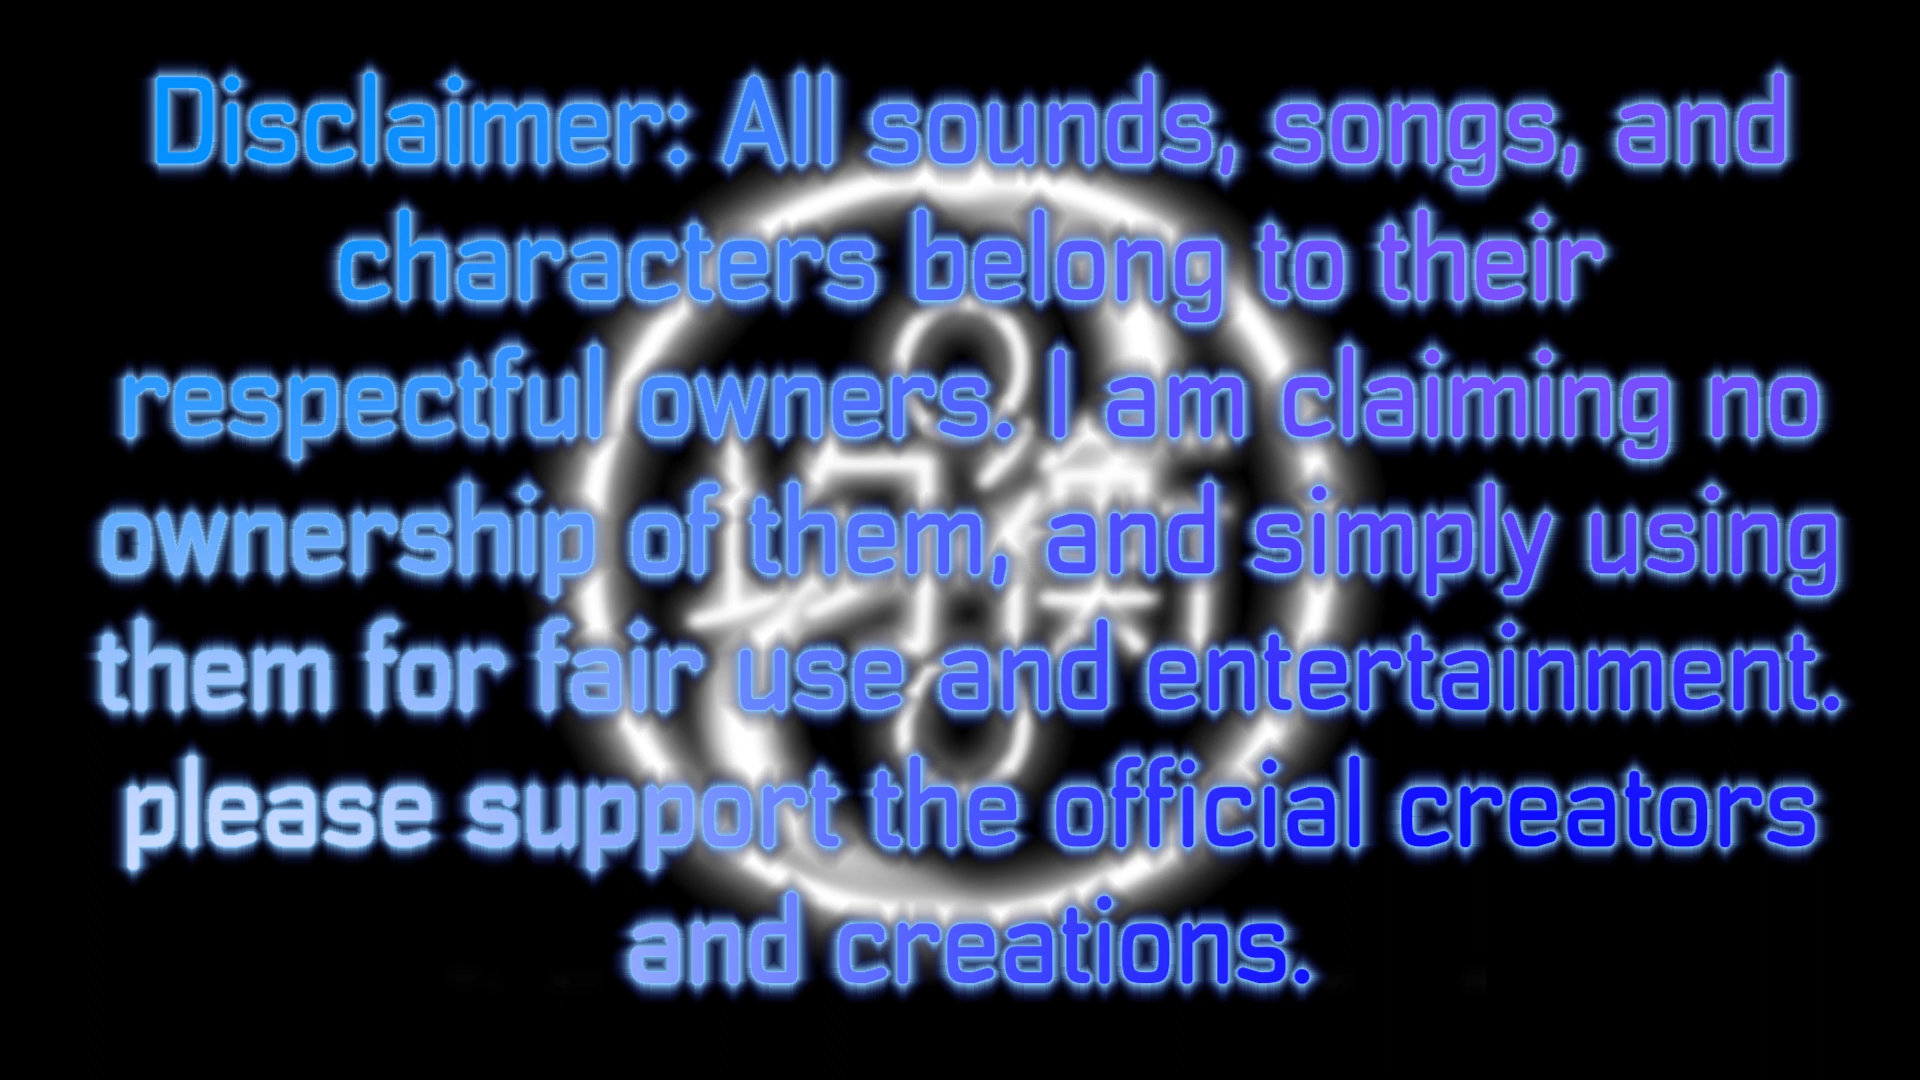 Disclaimer: All sounds, songs, and
characters belong to their
respectful owners. I am claiming no
ownership of them, and simply using
them for fair use and entertainment.
please support the official creators
and creations.